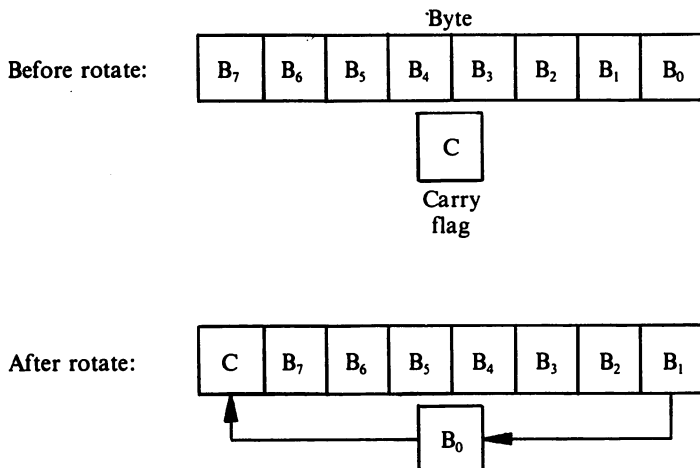 Byte
Before rotate: B₇ B₆ B₅ B₄ B₃ B₂ B₁ B₀
C
Carry
flag
After rotate: C B₇ B₆ B₅ B₄ B₃ B₂ B₁
B₀